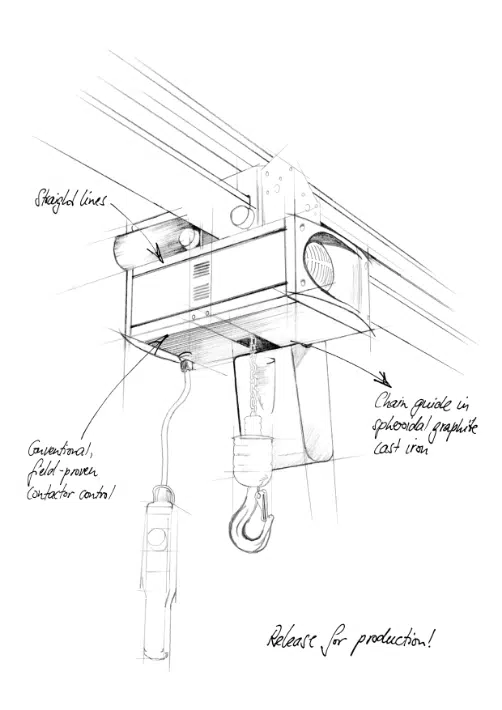 Straight lines
Chain guide in
spheroidal graphite
cast iron
Conventional,
field-proven
contactor control
Release for production!